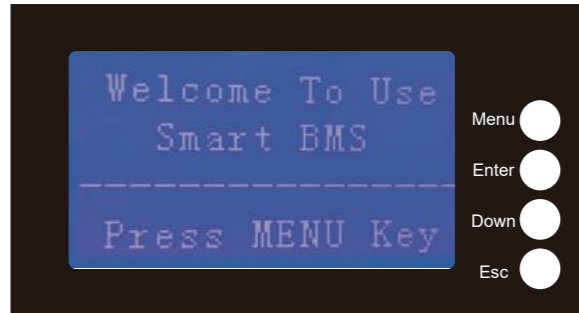 Welcome To Use
Smart BMS
Press MENU Key
Menu
Enter
Down
Esc